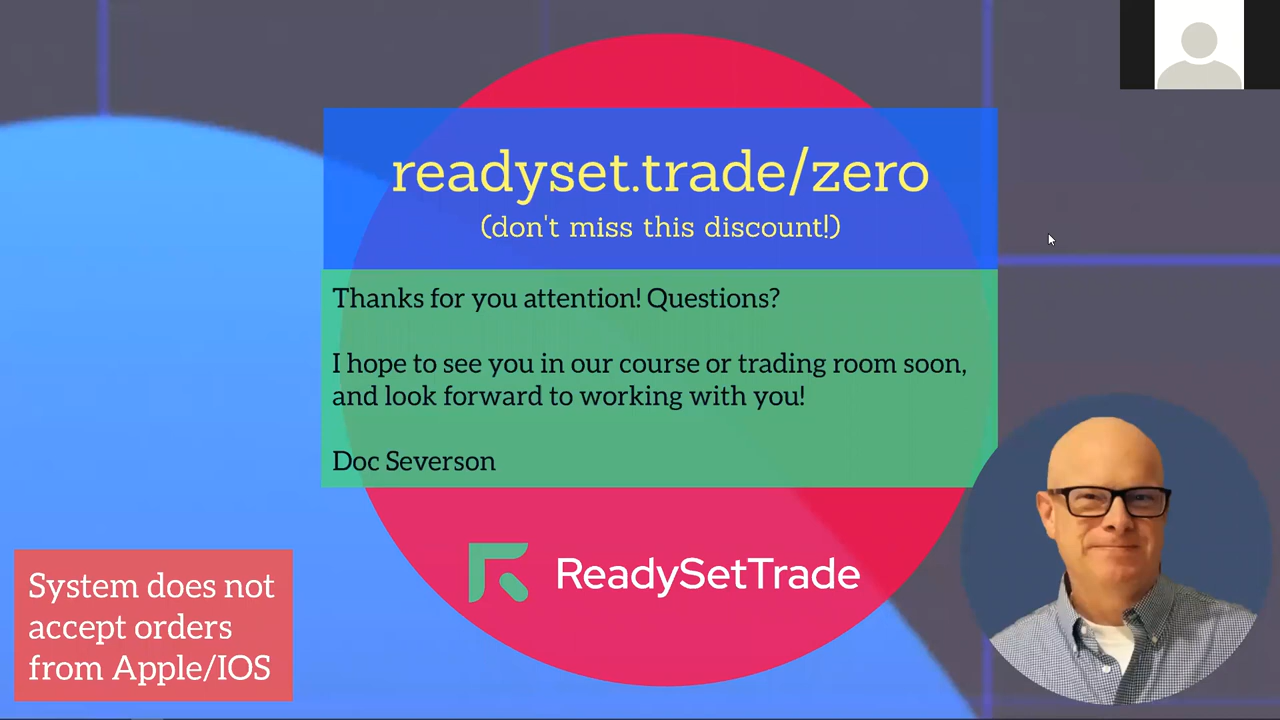 readyset.trade/zero
(don't miss this discount!)
Thanks for you attention! Questions?
I hope to see you in our course or trading room soon,
and look forward to working with you!
Doc Severson
ReadySetTrade
System does not
accept orders
from Apple/IOS